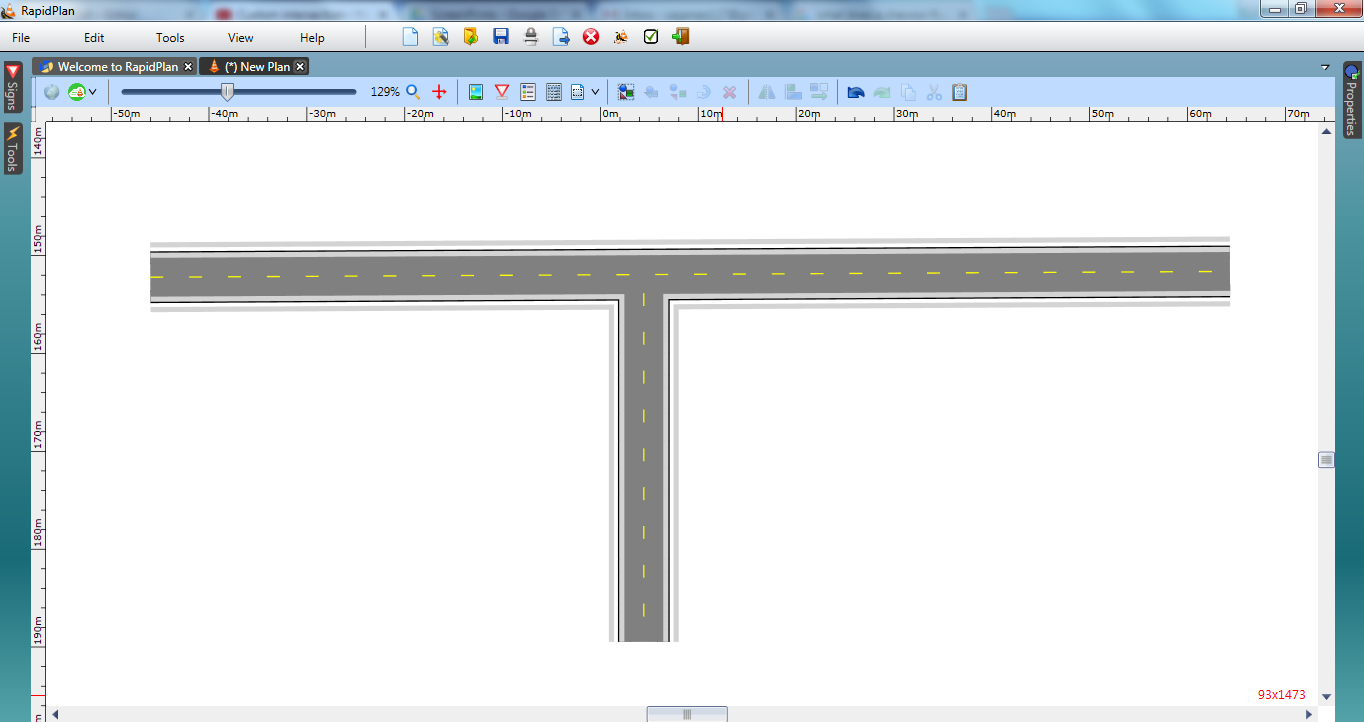 RapidPlan
File Edit Tools View Help
Welcome to RapidPlan (*) New Plan
Signs
Tools
Properties
129%
-50m -40m -30m -20m -10m 0m 10m 20m 30m 40m 50m 60m 70m
140m
150m
160m
170m
180m
190m
93x1473